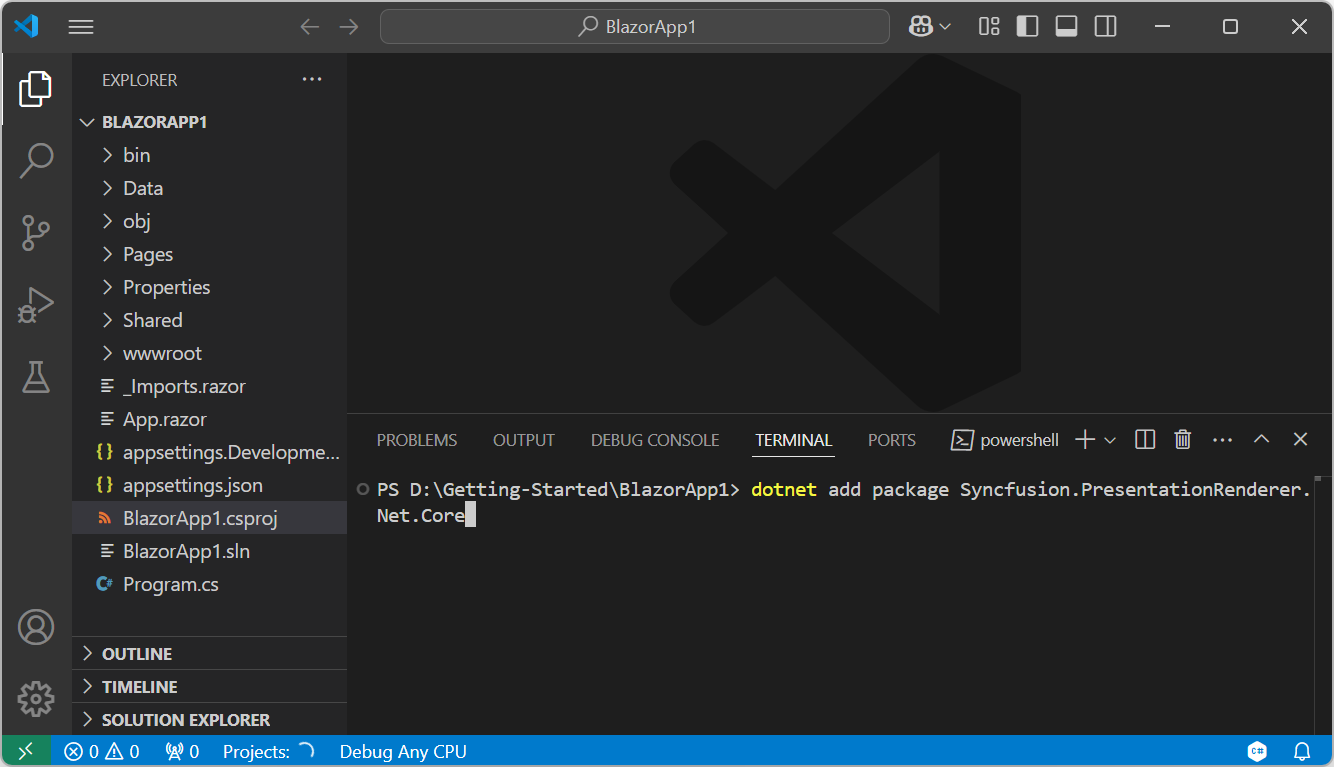 BlazorApp1
EXPLORER
BLAZORAPP1
bin
Data
obj
Pages
Properties
Shared
wwwroot
_Imports.razor
App.razor
{} appsettings.Developme...
{} appsettings.json
BlazorApp1.csproj
BlazorApp1.sln
C# Program.cs
OUTLINE
TIMELINE
SOLUTION EXPLORER
PROBLEMS OUTPUT DEBUG CONSOLE TERMINAL PORTS powershell
PS D:\Getting-Started\BlazorApp1> dotnet add package Syncfusion.PresentationRenderer.
Net.Core
0 0 0 Projects: Debug Any CPU C#